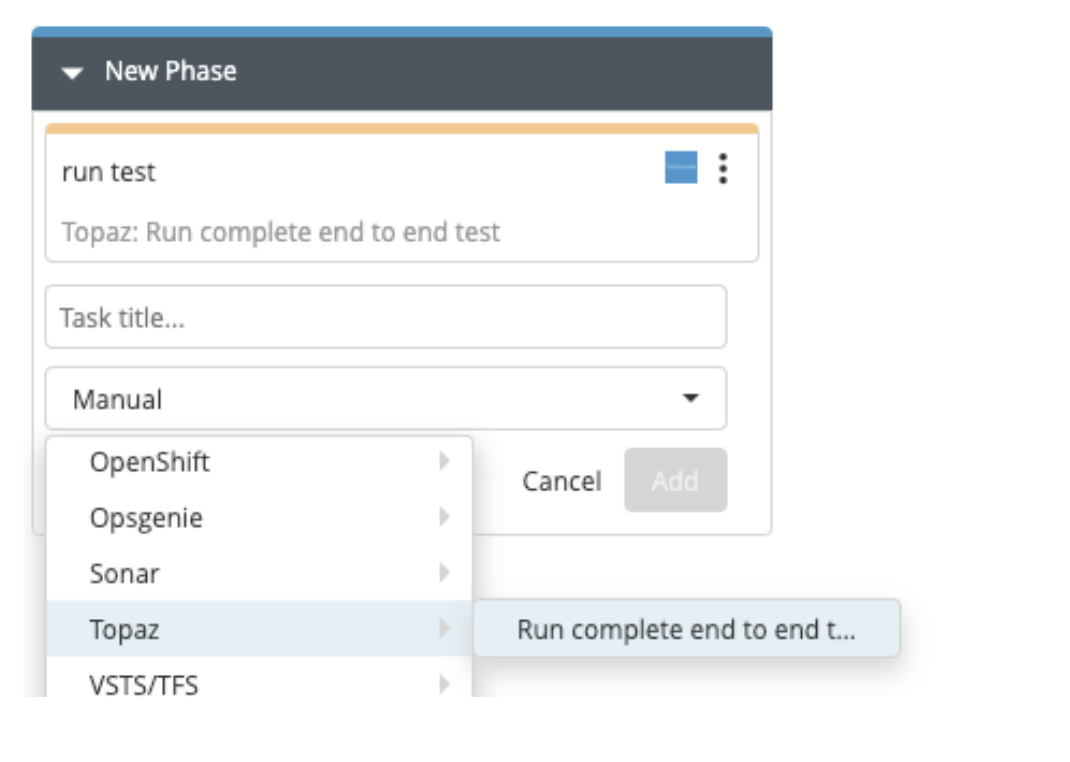 New Phase
run test
Topaz: Run complete end to end test
Task title...
Manual
OpenShift
Cancel
Add
Opsgenie
Sonar
Topaz
Run complete end to end t...
VSTS/TFS